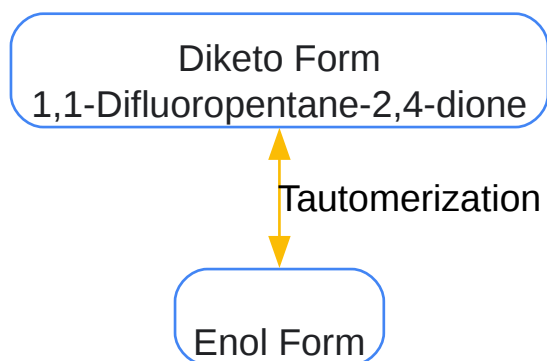 Diketo Form
1,1-Difluoropentane-2,4-dione
Tautomerization
Enol Form